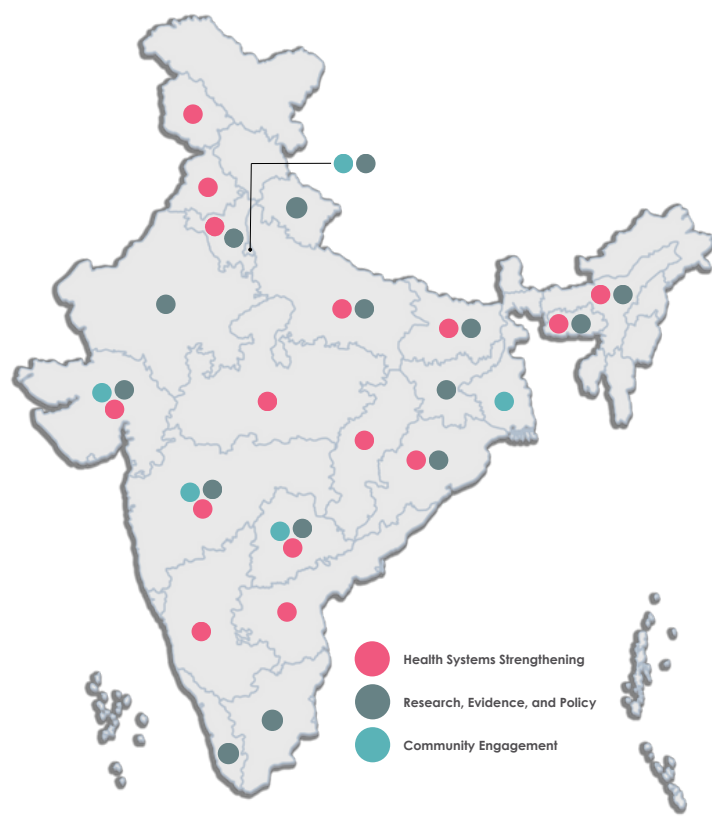 Health Systems Strengthening
Research, Evidence, and Policy
Community Engagement